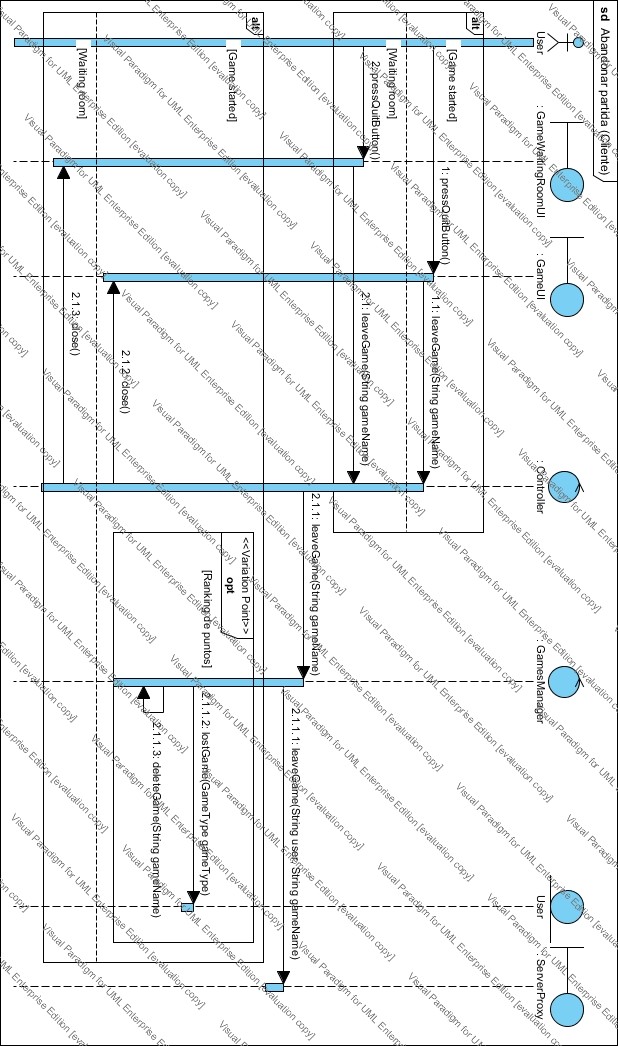 sd Abandonar partida (Cliente)
User
: GameWaitingRoomUI
: GameUI
: Controller
: GamesManager
User
: ServerProxy
alt
[Game started]
1: pressQuitButton()
1.1: leaveGame(String gameName)
[Waiting room]
2: pressQuitButton()
2.1: leaveGame(String gameName)
2.1.1: leaveGame(String gameName)
2.1.1.1: leaveGame(String user, String gameName)
alt
[Game started]
<<Variation Point>>
opt
[Ranking de puntos]
2.1.1.2: lostGame(GameType gameType)
2.1.1.3: deleteGame(String gameName)
2.1.2: close()
[Waiting room]
2.1.3: close()
Visual Paradigm for UML Enterprise Edition [evaluation copy]